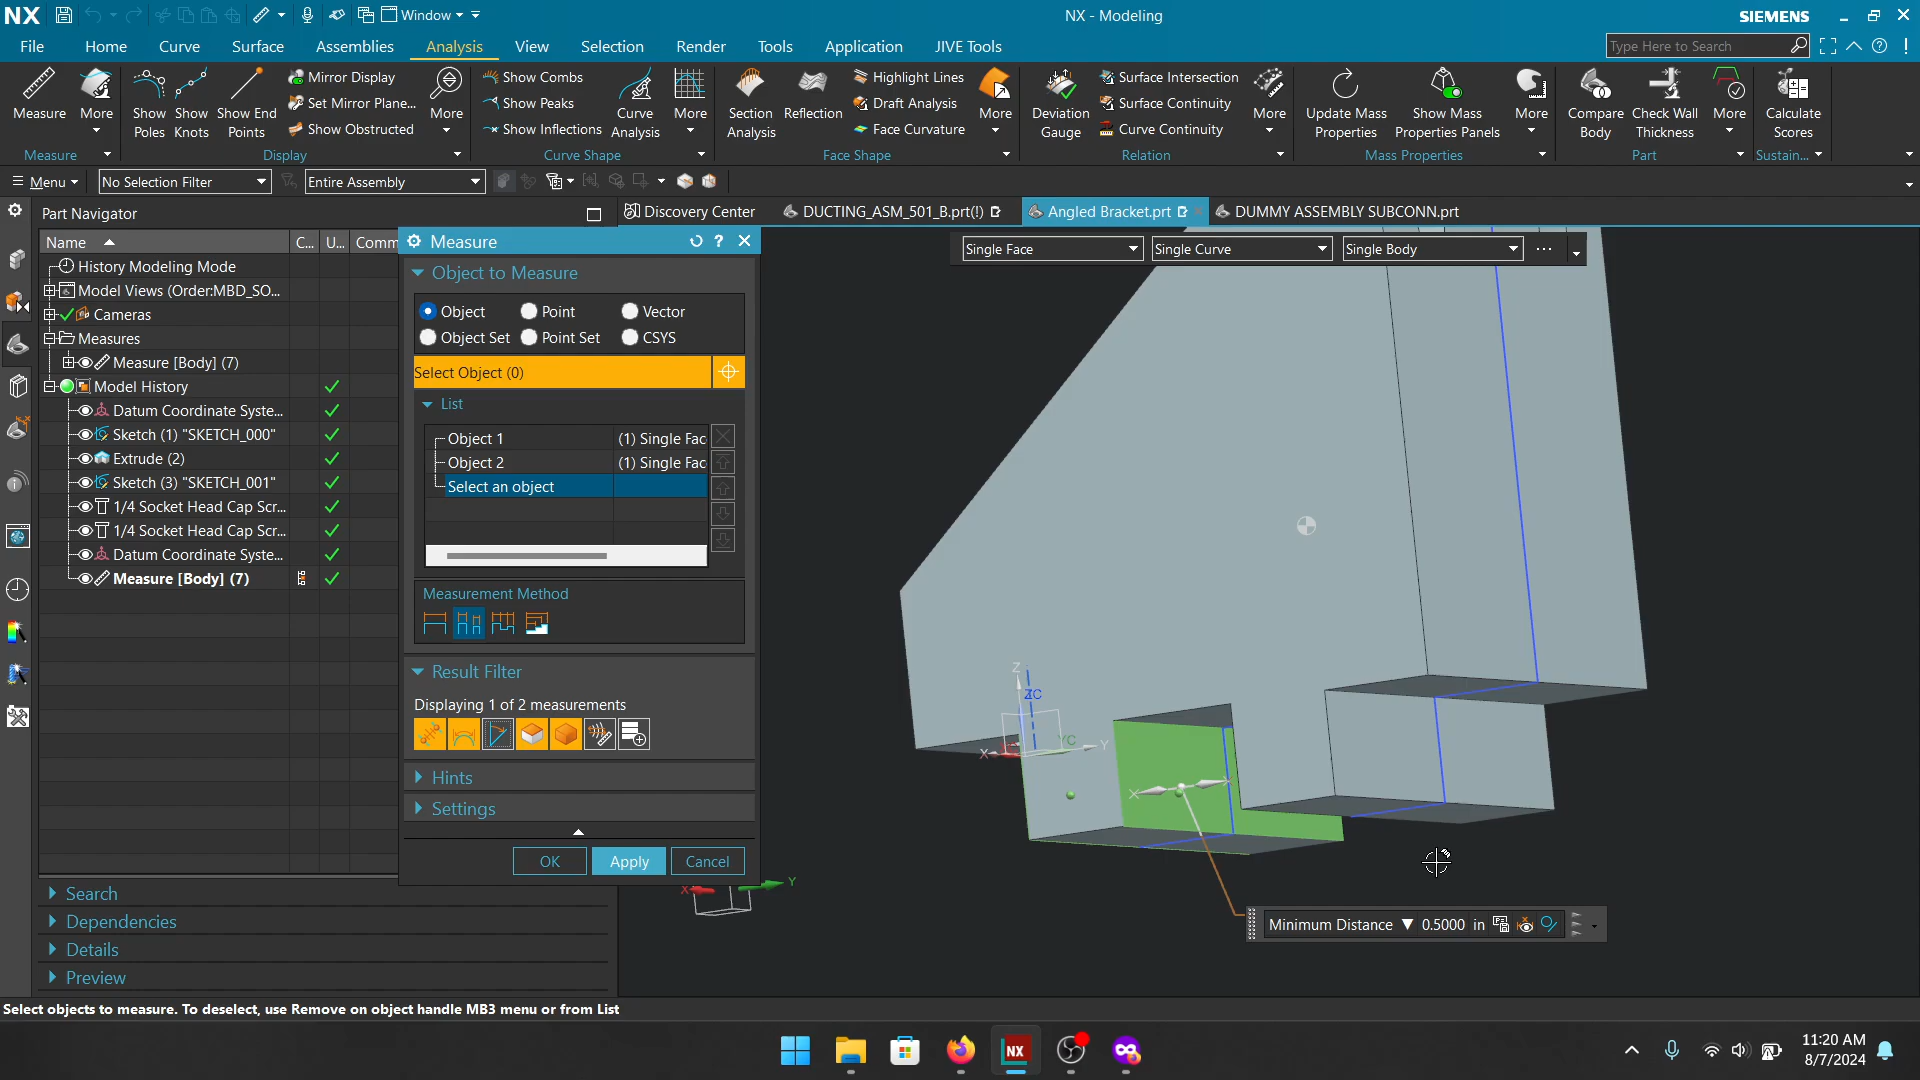 NX
Window
NX - Modeling
SIEMENS
File Home Curve Surface Assemblies Analysis View Selection Render Tools Application JIVE Tools
Type Here to Search
Measure
More
Show Poles
Show Knots
Show End Points
Mirror Display
Set Mirror Plane...
Show Obstructed
More
Show Combs
Show Peaks
Show Inflections
Curve Analysis
More
Section Analysis
Reflection
Highlight Lines
Draft Analysis
Face Curvature
More
Deviation Gauge
Surface Intersection
Surface Continuity
Curve Continuity
More
Update Mass Properties
Show Mass Properties Panels
More
Compare Body
Check Wall Thickness
More
Calculate Scores
Measure Display Curve Shape Face Shape Relation Mass Properties Part Sustain...
Menu
No Selection Filter
Entire Assembly
Part Navigator
Discovery Center
DUCTING_ASM_501_B.prt(!)
Angled Bracket.prt
DUMMY ASSEMBLY SUBCONN.prt
Name C... U... Comm
History Modeling Mode
Model Views (Order:MBD_SO...
Cameras
Measures
Measure [Body] (7)
Model History
Datum Coordinate Syste...
Sketch (1) "SKETCH_000"
Extrude (2)
Sketch (3) "SKETCH_001"
1/4 Socket Head Cap Scr...
1/4 Socket Head Cap Scr...
Datum Coordinate Syste...
Measure [Body] (7)
Search
Dependencies
Details
Preview
Measure
Object to Measure
Object Point Vector
Object Set Point Set CSYS
Select Object (0)
List
Object 1 (1) Single Fac
Object 2 (1) Single Fac
Select an object
Measurement Method
Result Filter
Displaying 1 of 2 measurements
Hints
Settings
OK Apply Cancel
Single Face
Single Curve
Single Body
Z
ZC
YC
Y
X
X Y
Minimum Distance 0.5000 in
Select objects to measure. To deselect, use Remove on object handle MB3 menu or from List
NX
11:20 AM
8/7/2024